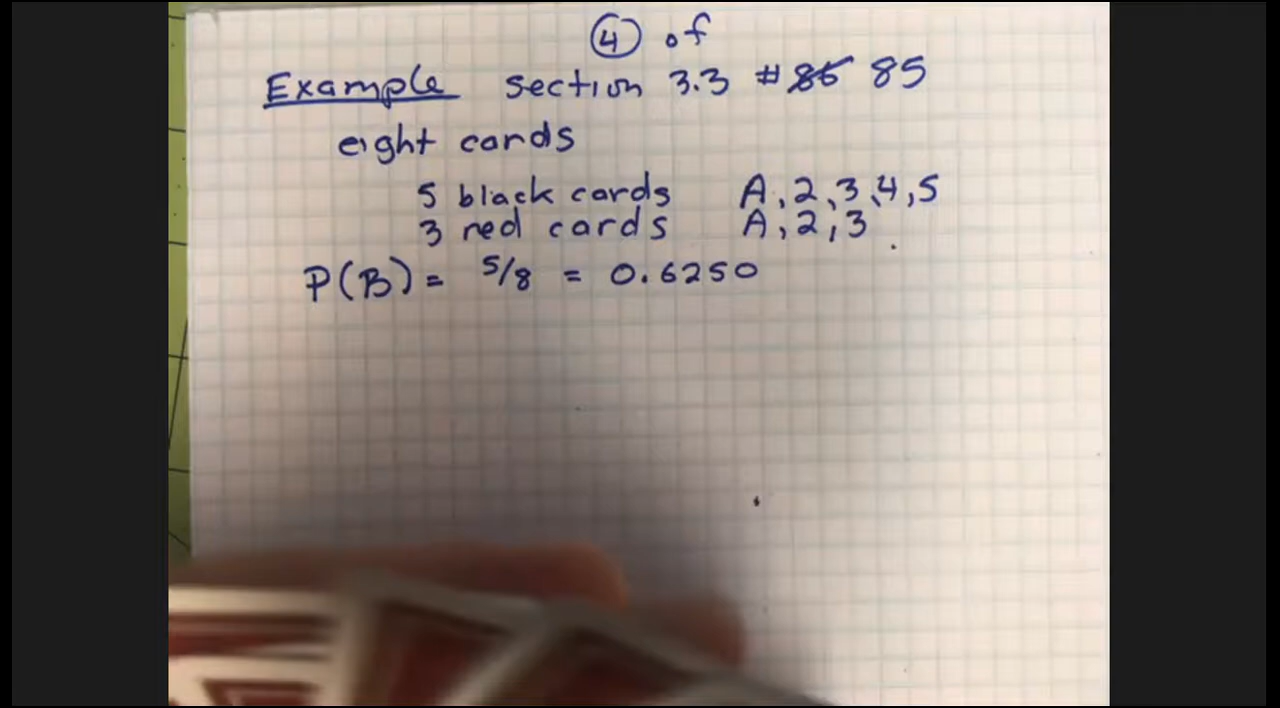 4 of
Example section 3.3 # 85
eight cards
5 black cards A, 2, 3, 4, 5
3 red cards A, 2, 3
P(B) = 5/8 = 0.6250